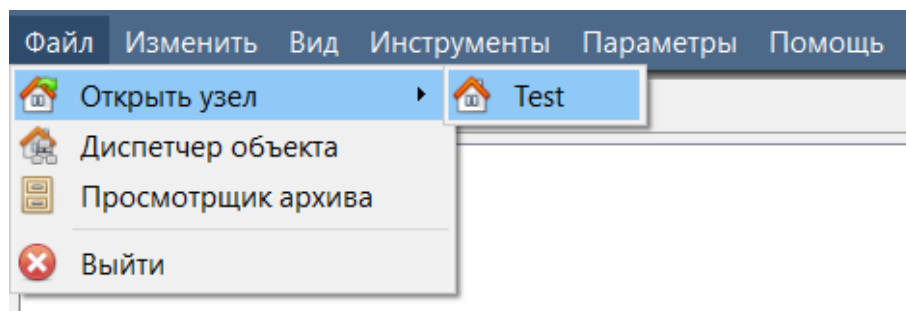 Файл Изменить Вид Инструменты Параметры Помощь
Открыть узел Test
Диспетчер объекта
Просмотрщик архива
Выйти